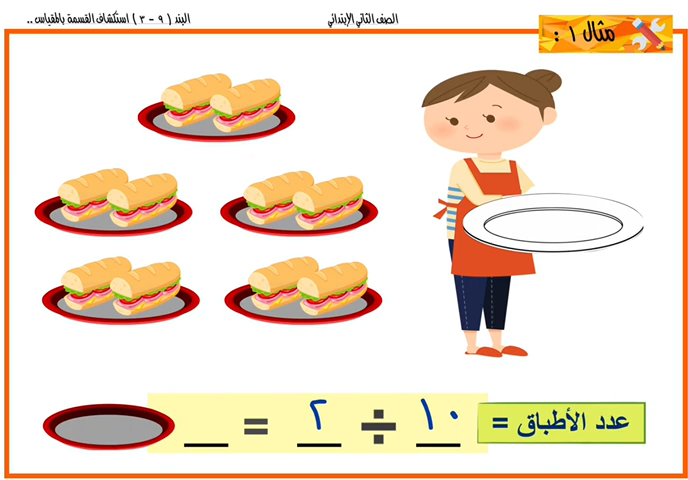 البند ( ٩ - ٣ ) استكشاف القسمة بالمقياس .. الصف الثاني الإبتدائي
مثال ١ :
عدد الأطباق = ١٠ ÷ ٢ = __